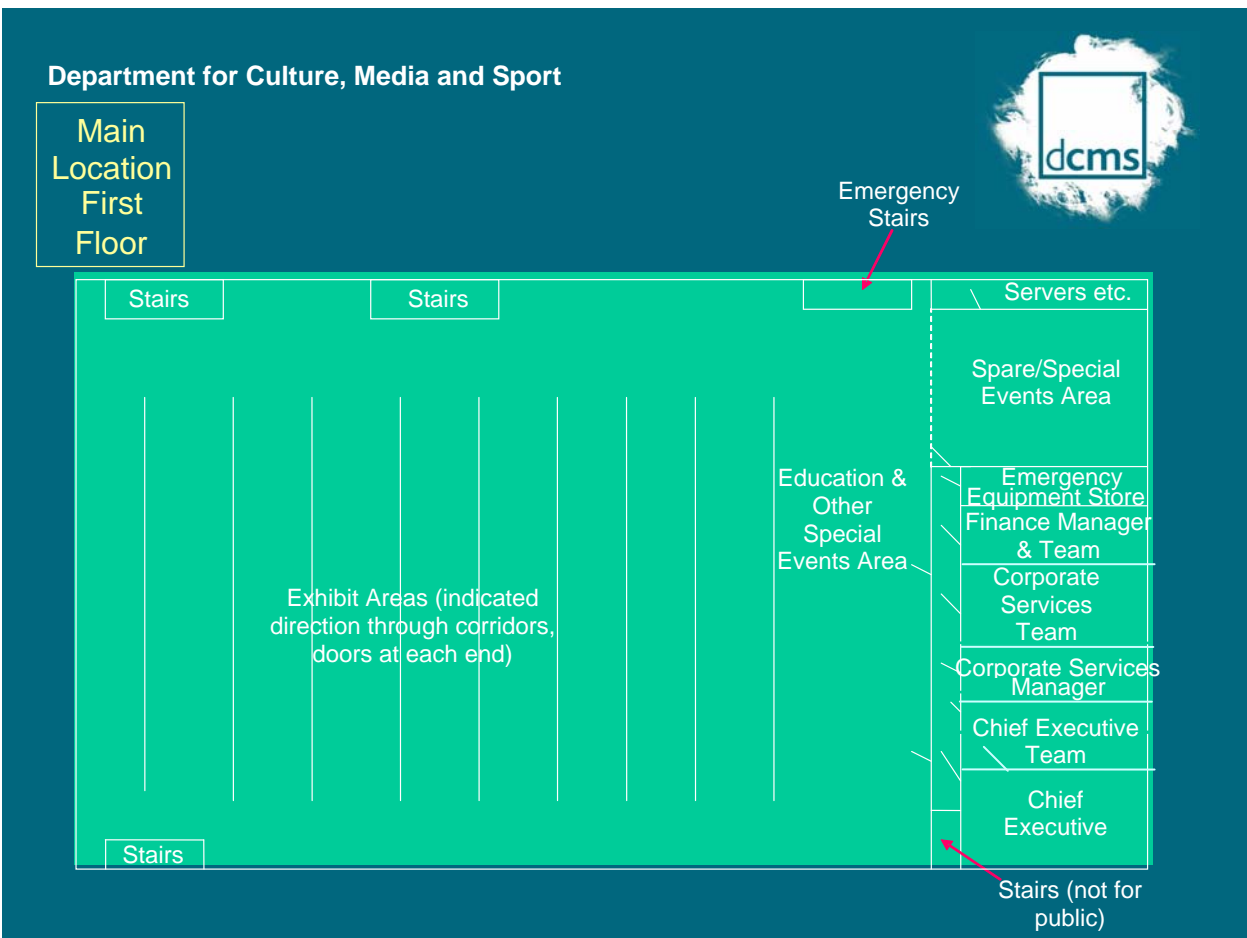 Department for Culture, Media and Sport
Main
Location
First
Floor
dcms
Emergency
Stairs
Stairs
Stairs
Servers etc.
Spare/Special
Events Area
Education &
Other
Special
Events Area
Emergency
Equipment Store
Finance Manager
& Team
Corporate
Services
Team
Exhibit Areas (indicated
direction through corridors,
doors at each end)
Corporate Services
Manager
Chief Executive
Team
Chief
Executive
Stairs
Stairs (not for
public)